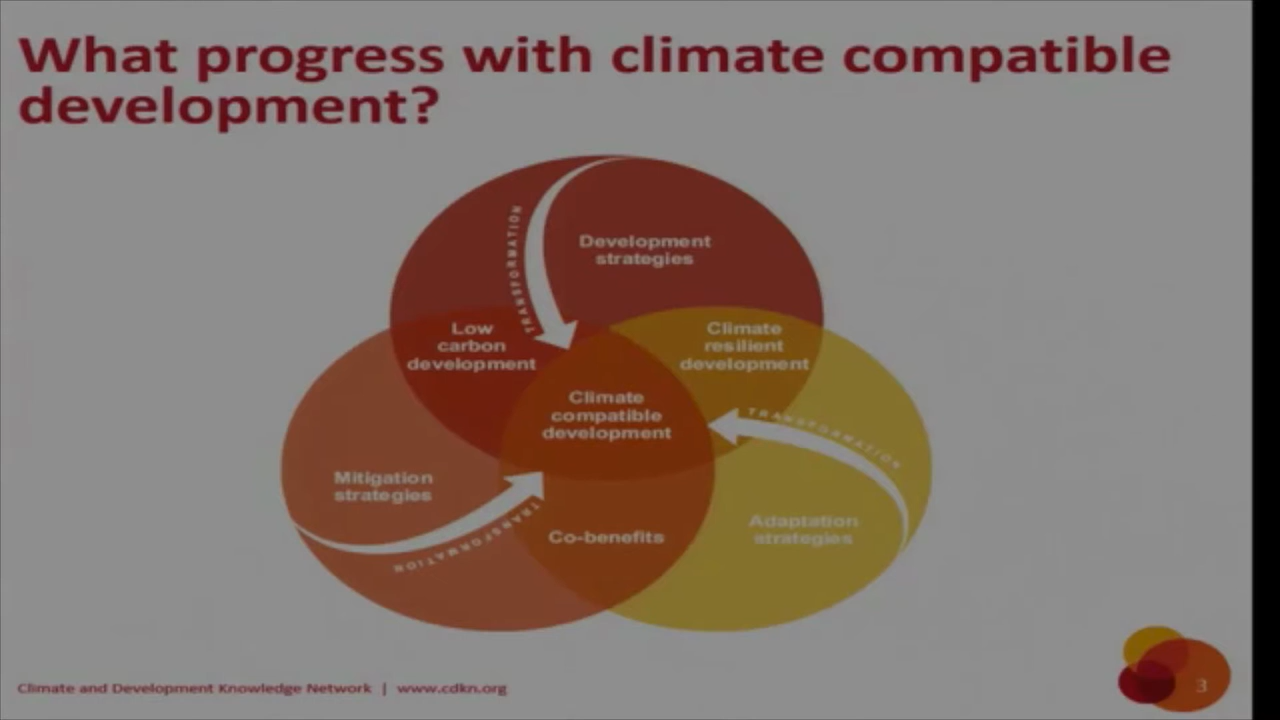 What progress with climate compatible
development?
TRANSFORMATION
Development
strategies
Low
carbon
development
Climate
resilient
development
Climate
compatible
development
TRANSFORMATION
Mitigation
strategies
TRANSFORMATION
Co-benefits
Adaptation
strategies
Climate and Development Knowledge Network | www.cdkn.org
3